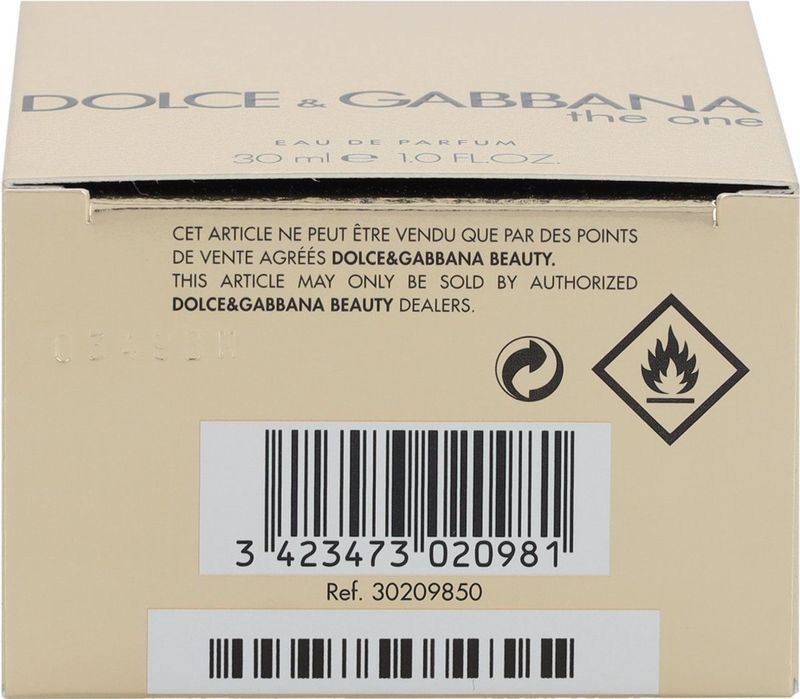 DOLCE & GABBANA
the one
EAU DE PARFUM
30 ml ℮ 1.0 FL.OZ.
CET ARTICLE NE PEUT ÊTRE VENDU QUE PAR DES POINTS
DE VENTE AGRÉÉS DOLCE&GABBANA BEAUTY.
THIS ARTICLE MAY ONLY BE SOLD BY AUTHORIZED
DOLCE&GABBANA BEAUTY DEALERS.
3 423473 020981
Ref. 30209850